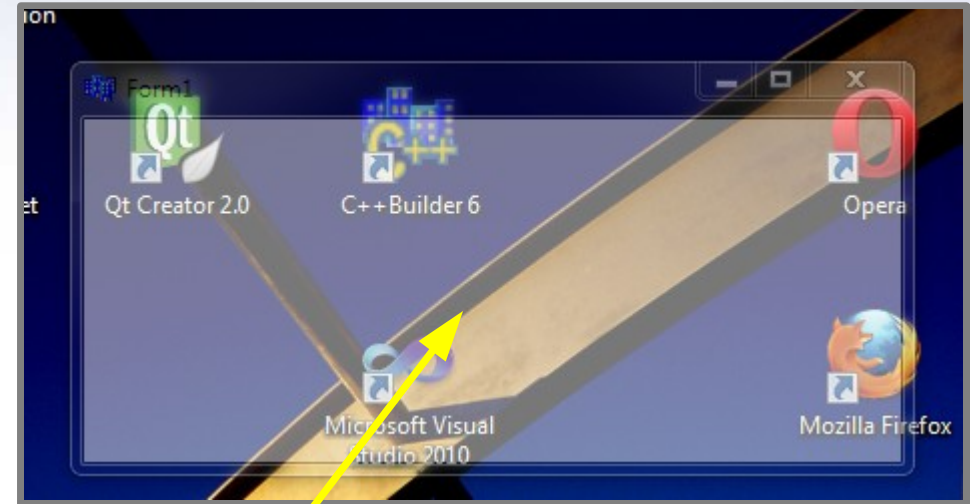 ion
Form1
Qt
C++
et
Qt Creator 2.0
C++Builder 6
Opera
Microsoft Visual
Studio 2010
Mozilla Firefox